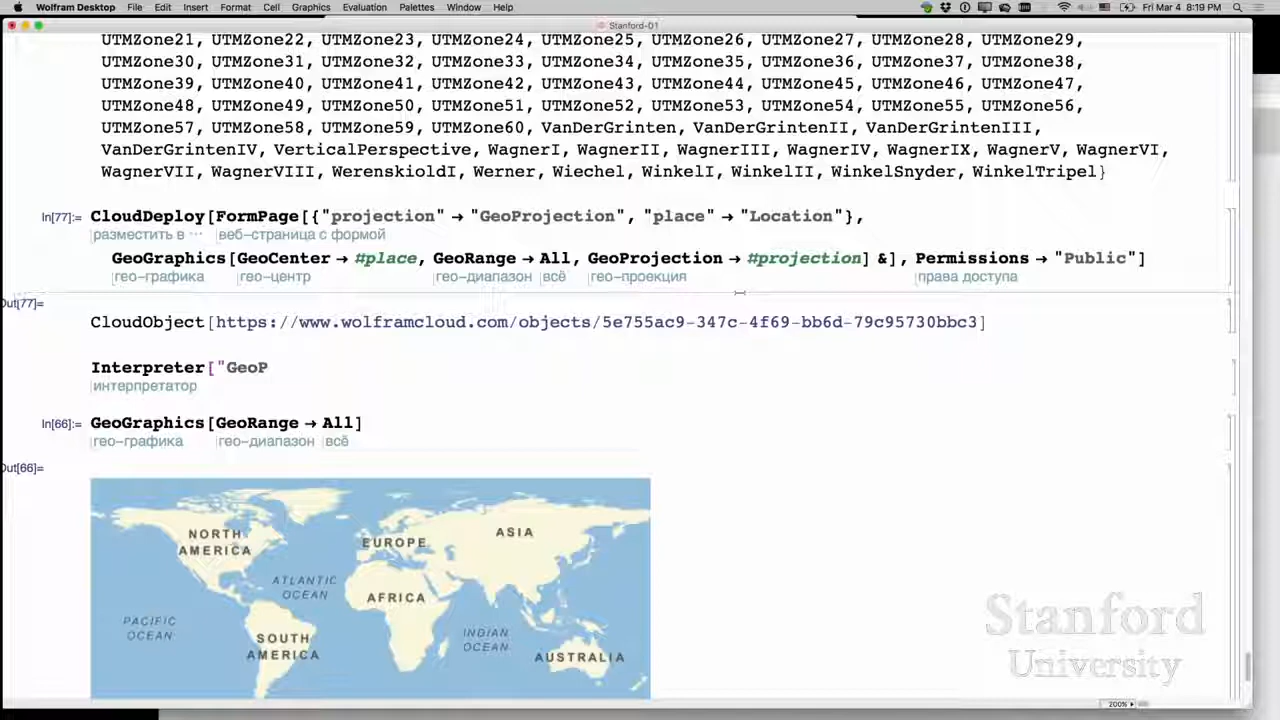 Wolfram Desktop File Edit Insert Format Cell Graphics Evaluation Palettes Window Help Fri Mar 4 8:19 PM
Stanford-01
UTMZone21, UTMZone22, UTMZone23, UTMZone24, UTMZone25, UTMZone26, UTMZone27, UTMZone28, UTMZone29,
UTMZone30, UTMZone31, UTMZone32, UTMZone33, UTMZone34, UTMZone35, UTMZone36, UTMZone37, UTMZone38,
UTMZone39, UTMZone40, UTMZone41, UTMZone42, UTMZone43, UTMZone44, UTMZone45, UTMZone46, UTMZone47,
UTMZone48, UTMZone49, UTMZone50, UTMZone51, UTMZone52, UTMZone53, UTMZone54, UTMZone55, UTMZone56,
UTMZone57, UTMZone58, UTMZone59, UTMZone60, VanDerGrinten, VanDerGrintenII, VanDerGrintenIII,
VanDerGrintenIV, VerticalPerspective, WagnerI, WagnerII, WagnerIII, WagnerIV, WagnerIX, WagnerV, WagnerVI,
WagnerVII, WagnerVIII, WerenskioldI, Werner, Wiechel, WinkelI, WinkelII, WinkelSnyder, WinkelTripel}
In[77]:= CloudDeploy[FormPage[{"projection" → "GeoProjection", "place" → "Location"},
разместить в ⋯ веб-страница с формой
GeoGraphics[GeoCenter → #place, GeoRange → All, GeoProjection → #projection] &], Permissions → "Public"]
гео-графика гео-центр гео-диапазон всё гео-проекция права доступа
Out[77]=
CloudObject[https://www.wolframcloud.com/objects/5e755ac9-347c-4f69-bb6d-79c95730bbc3]
Interpreter["GeoP
интерпретатор
In[66]:= GeoGraphics[GeoRange → All]
гео-графика гео-диапазон всё
Out[66]=
NORTH
AMERICA
EUROPE
ASIA
ATLANTIC
OCEAN
AFRICA
PACIFIC
OCEAN
SOUTH
AMERICA
INDIAN
OCEAN
AUSTRALIA
Stanford
University
200%